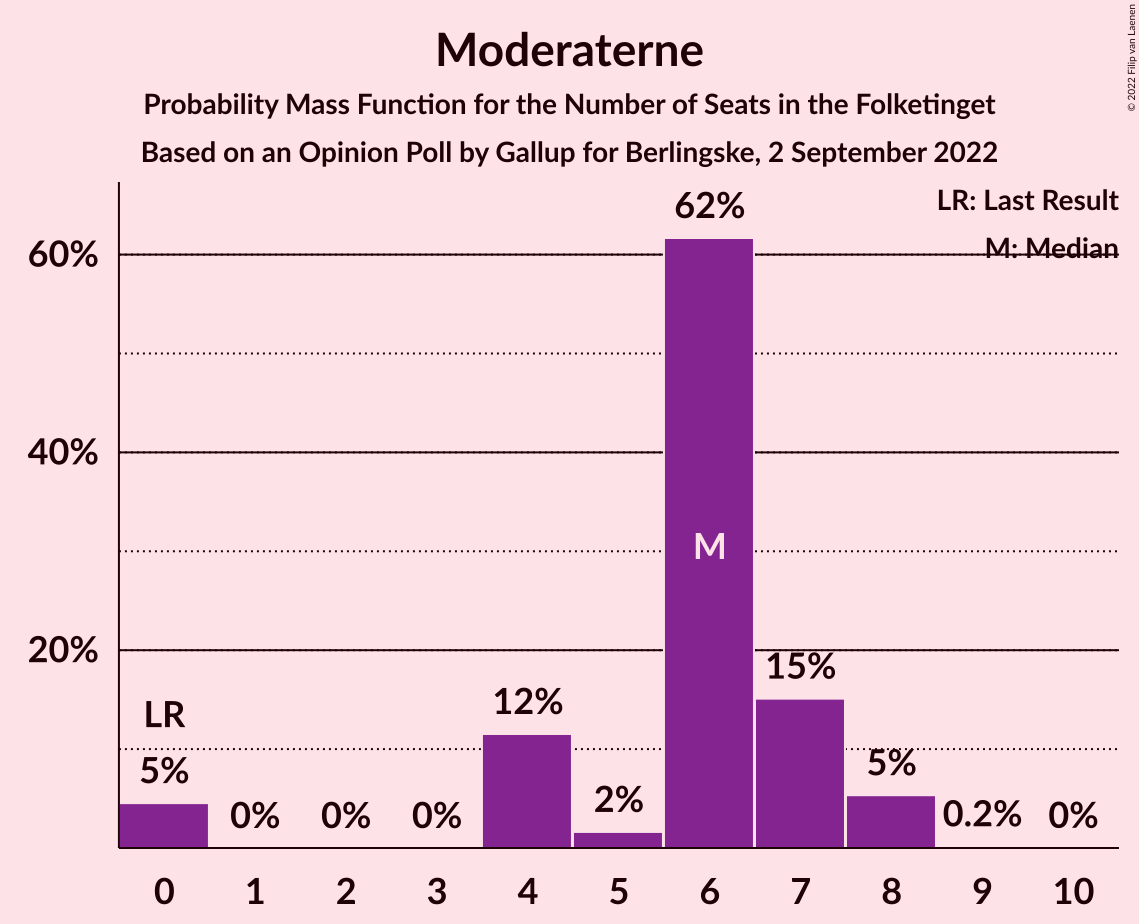 © 2022 Filip van Laenen
Moderaterne
Probability Mass Function for the Number of Seats in the Folketinget
Based on an Opinion Poll by Gallup for Berlingske, 2 September 2022
LR: Last Result
M: Median
60%
40%
20%
62%
M
15%
12%
LR
5%
0%
0%
0%
2%
5%
0.2%
0%
0 1 2 3 4 5 6 7 8 9 10